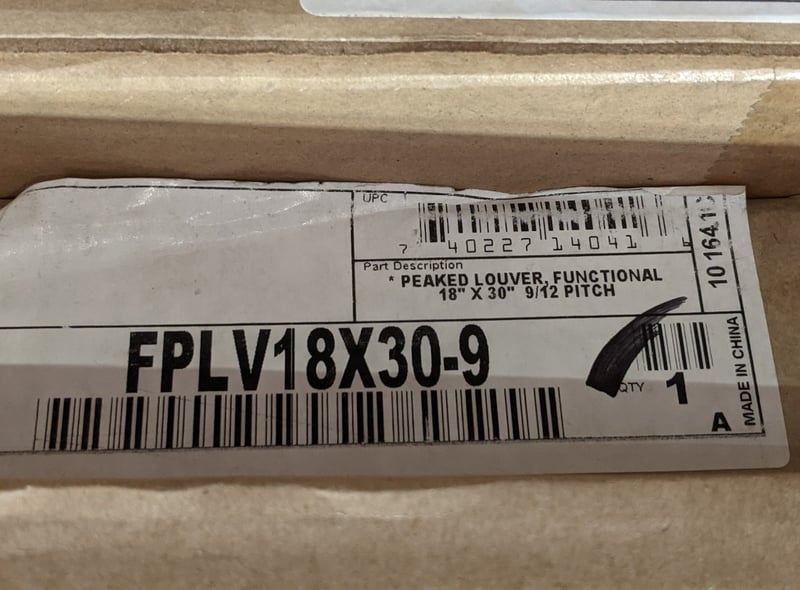 UPC
7 40227 14041 6
Part Description
* PEAKED LOUVER, FUNCTIONAL
18" X 30" 9/12 PITCH
FPLV18X30-9
QTY 1
A
MADE IN CHINA